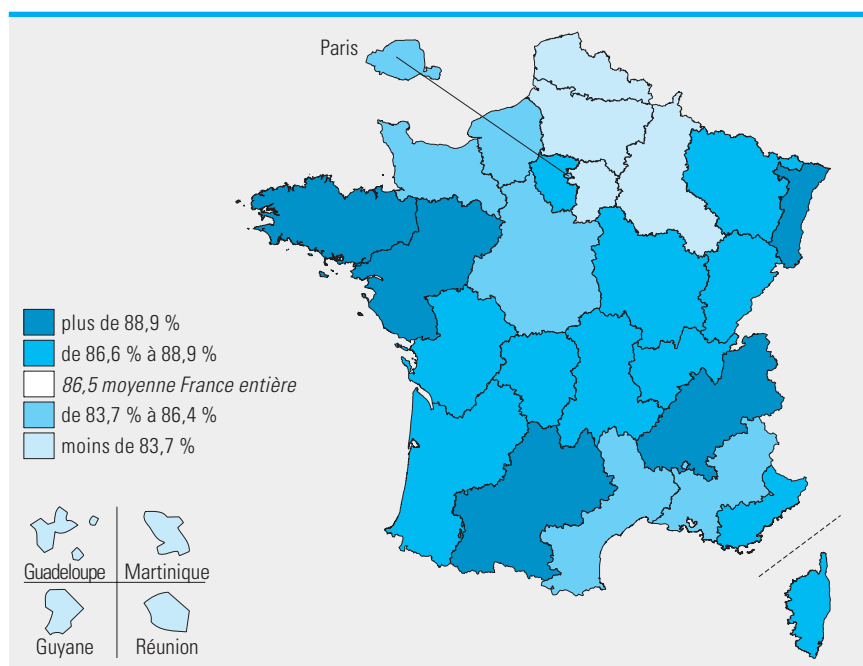 Paris
plus de 88,9 %
de 86,6 % à 88,9 %
86,5 moyenne France entière
de 83,7 % à 86,4 %
moins de 83,7 %
Guadeloupe
Martinique
Guyane
Réunion